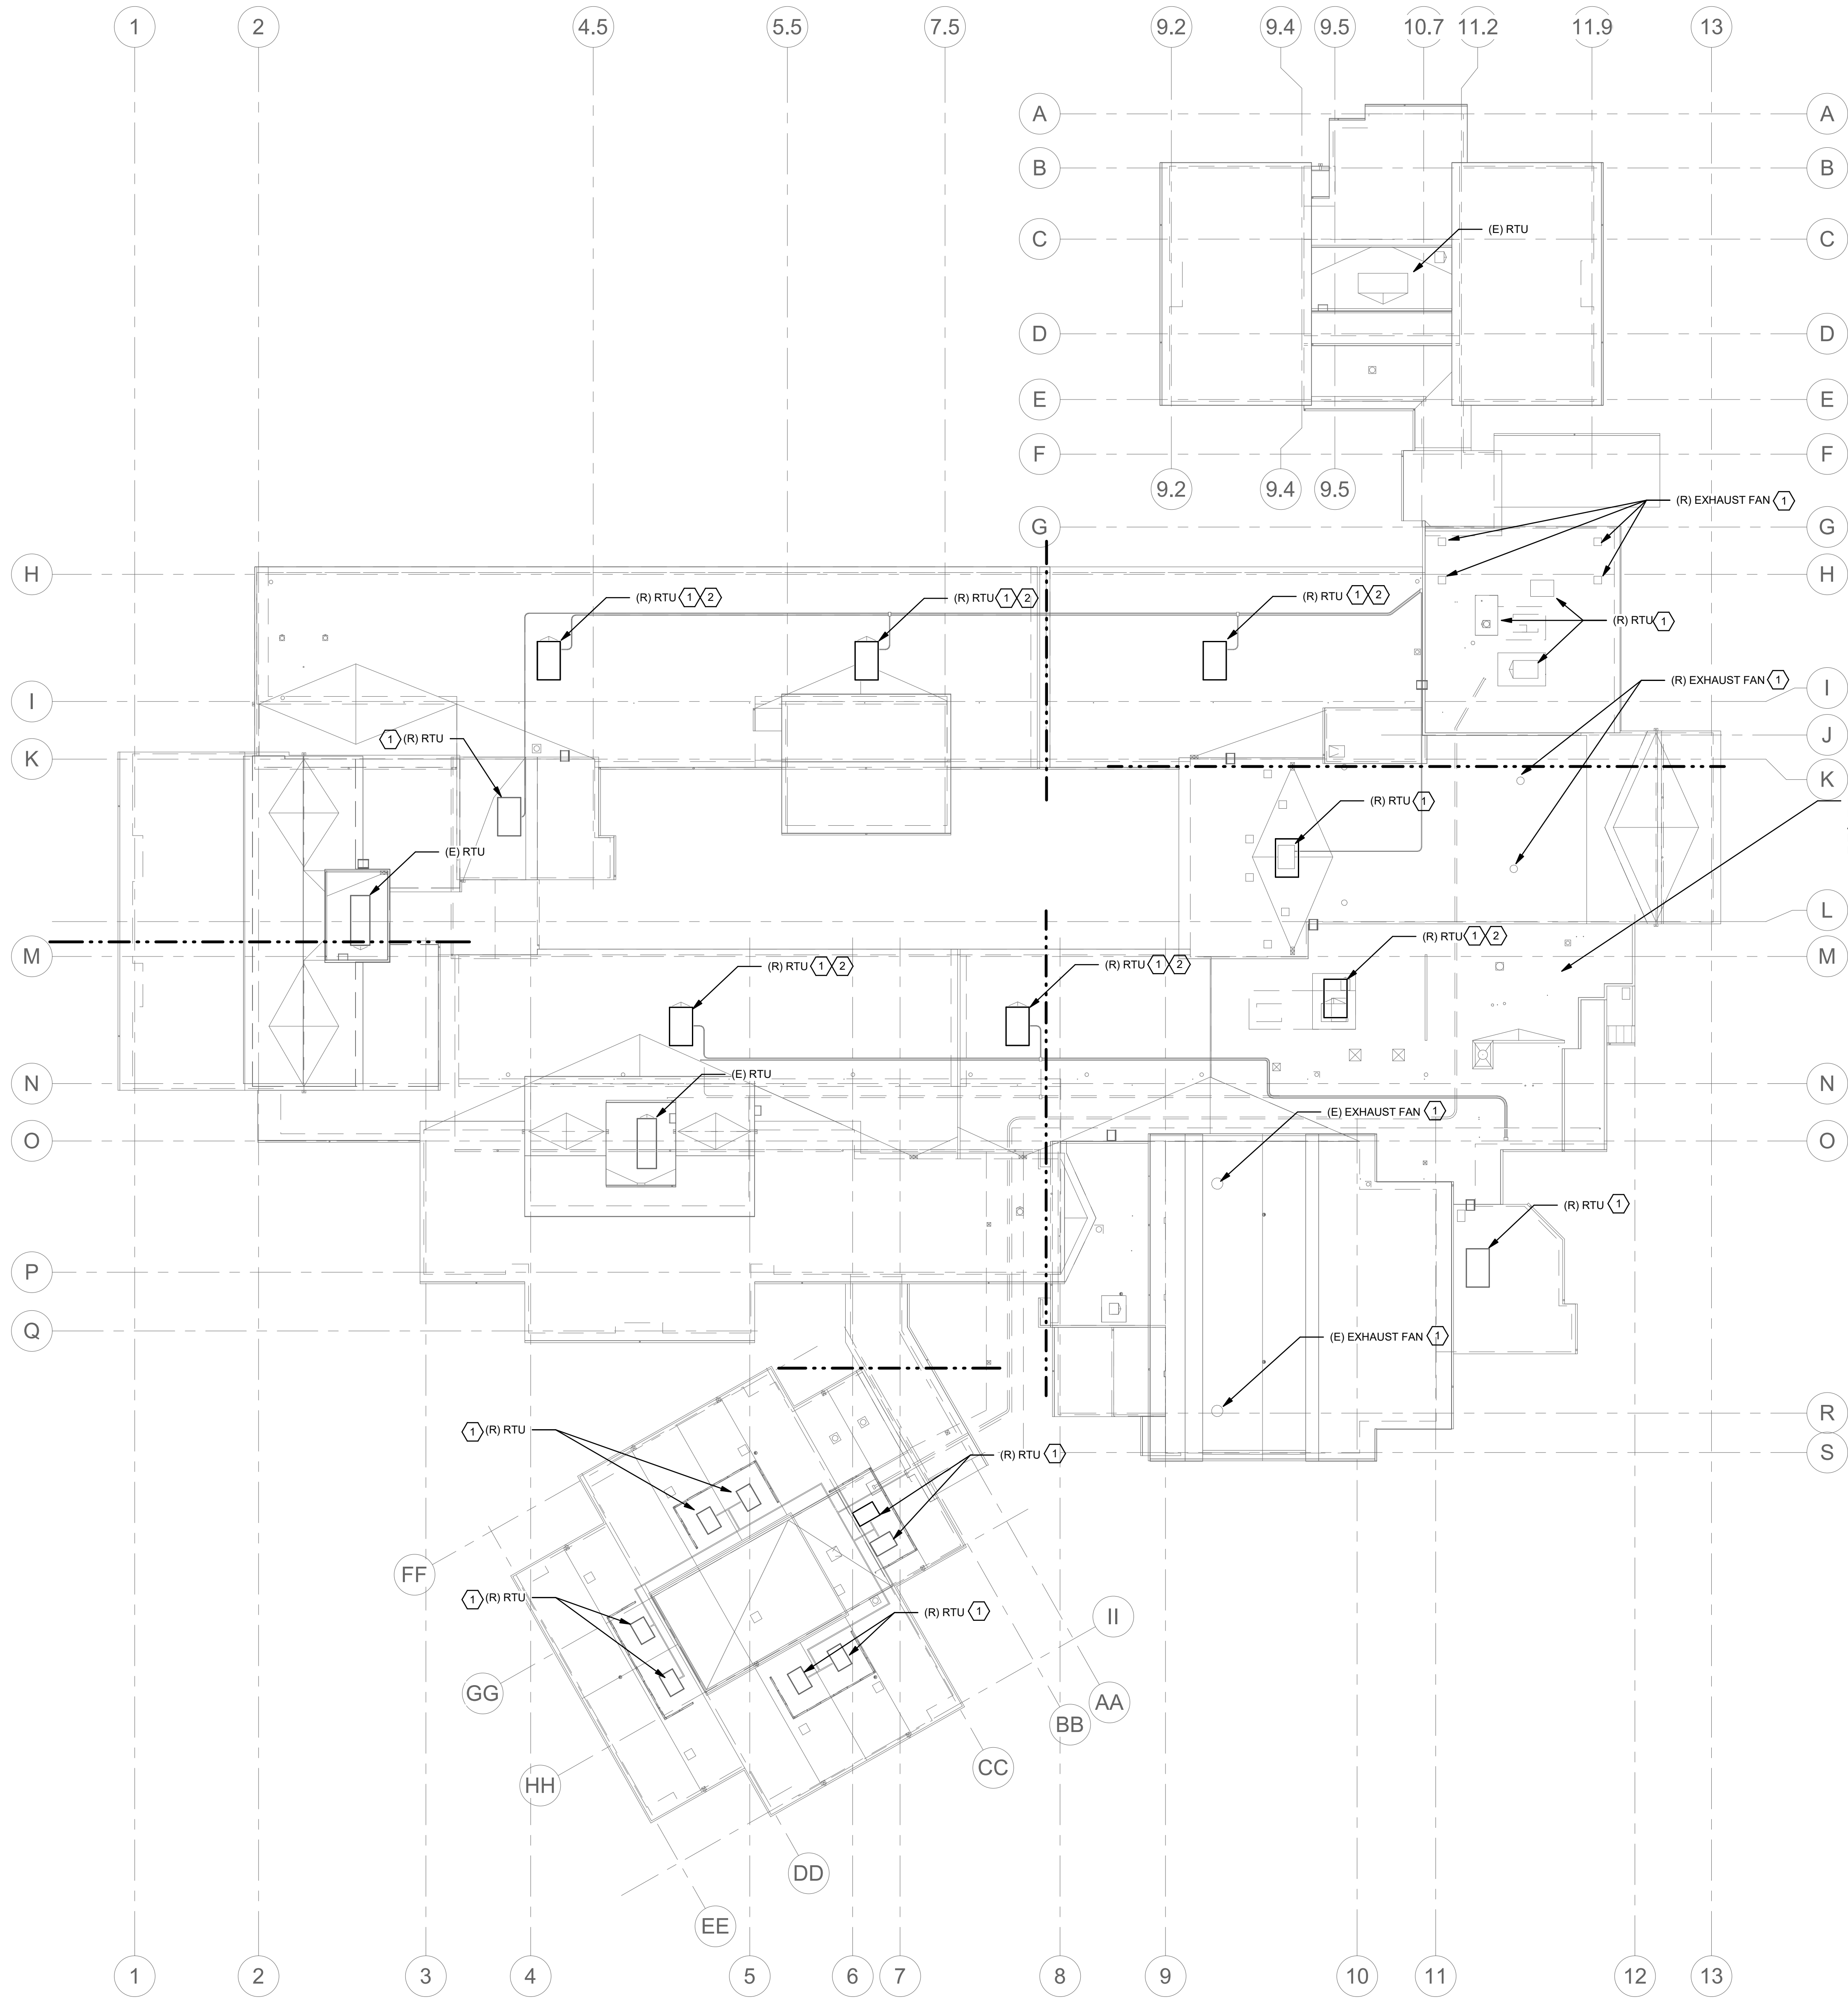 1
2
4.5
5.5
7.5
9.2
9.4
9.5
10.7
11.2
11.9
13
A
A
B
B
C
C
(E) RTU
D
D
E
E
F
F
9.2
9.4
9.5
(R) EXHAUST FAN 1
G
G
H
H
(R) RTU 1 2
(R) RTU 1 2
(R) RTU 1 2
(R) RTU 1
(R) EXHAUST FAN 1
I
I
J
1 (R) RTU
K
K
(R) RTU 1
(E) RTU
L
(R) RTU 1 2
M
M
(R) RTU 1 2
(R) RTU 1 2
(E) RTU
N
N
(E) EXHAUST FAN 1
O
O
(R) RTU 1
P
Q
(E) EXHAUST FAN 1
R
1 (R) RTU
S
(R) RTU 1
FF
1 (R) RTU
(R) RTU 1
II
GG
AA
BB
CC
HH
DD
EE
1
2
3
4
5
6
7
8
9
10
11
12
13